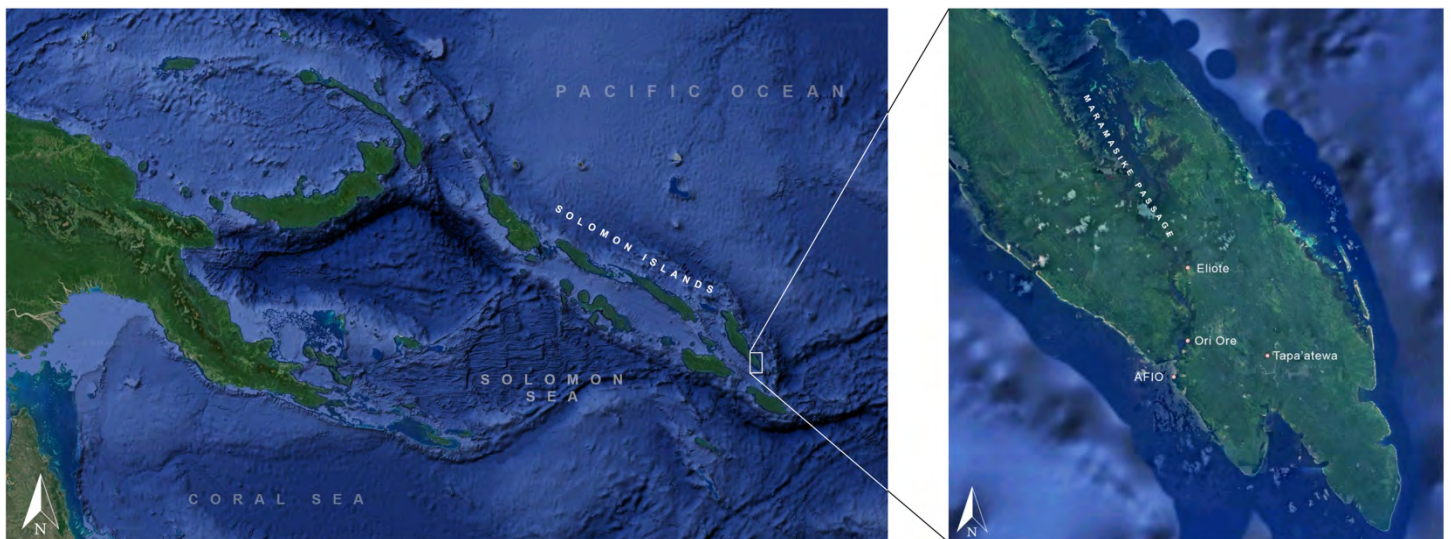 PACIFIC OCEAN
SOLOMON ISLANDS
SOLOMON
SEA
CORAL SEA
N
MARAMASIKE PASSAGE
Eliote
Ori Ore
Tapa'atewa
AFIO
N